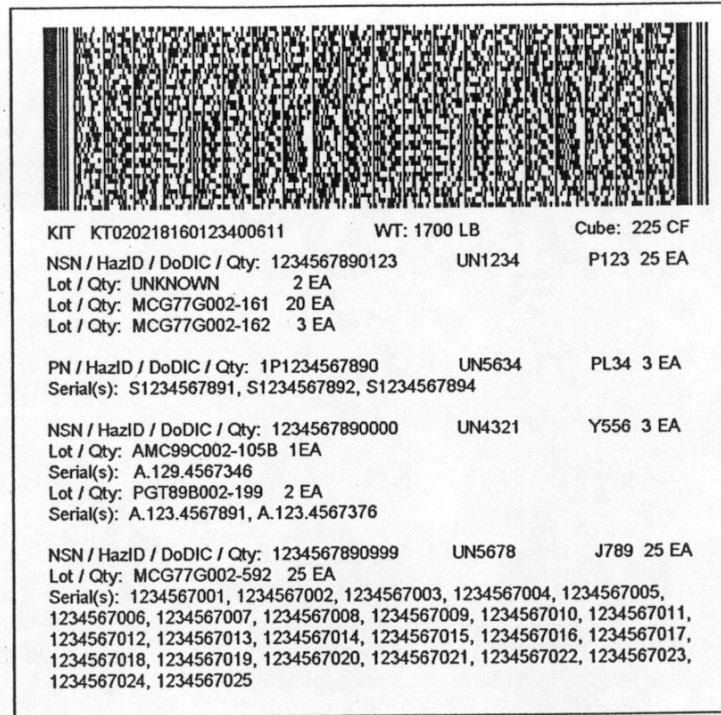 KIT KT020218160123400611 WT: 1700 LB Cube: 225 CF
NSN / HazID / DoDIC / Qty: 1234567890123 UN1234 P123 25 EA
Lot / Qty: UNKNOWN 2 EA
Lot / Qty: MCG77G002-161 20 EA
Lot / Qty: MCG77G002-162 3 EA
PN / HazID / DoDIC / Qty: 1P1234567890 UN5634 PL34 3 EA
Serial(s): S1234567891, S1234567892, S1234567894
NSN / HazID / DoDIC / Qty: 1234567890000 UN4321 Y556 3 EA
Lot / Qty: AMC99C002-105B 1EA
Serial(s): A.129.4567346
Lot / Qty: PGT89B002-199 2 EA
Serial(s): A.123.4567891, A.123.4567376
NSN / HazID / DoDIC / Qty: 1234567890999 UN5678 J789 25 EA
Lot / Qty: MCG77G002-592 25 EA
Serial(s): 1234567001, 1234567002, 1234567003, 1234567004, 1234567005,
1234567006, 1234567007, 1234567008, 1234567009, 1234567010, 1234567011,
1234567012, 1234567013, 1234567014, 1234567015, 1234567016, 1234567017,
1234567018, 1234567019, 1234567020, 1234567021, 1234567022, 1234567023,
1234567024, 1234567025